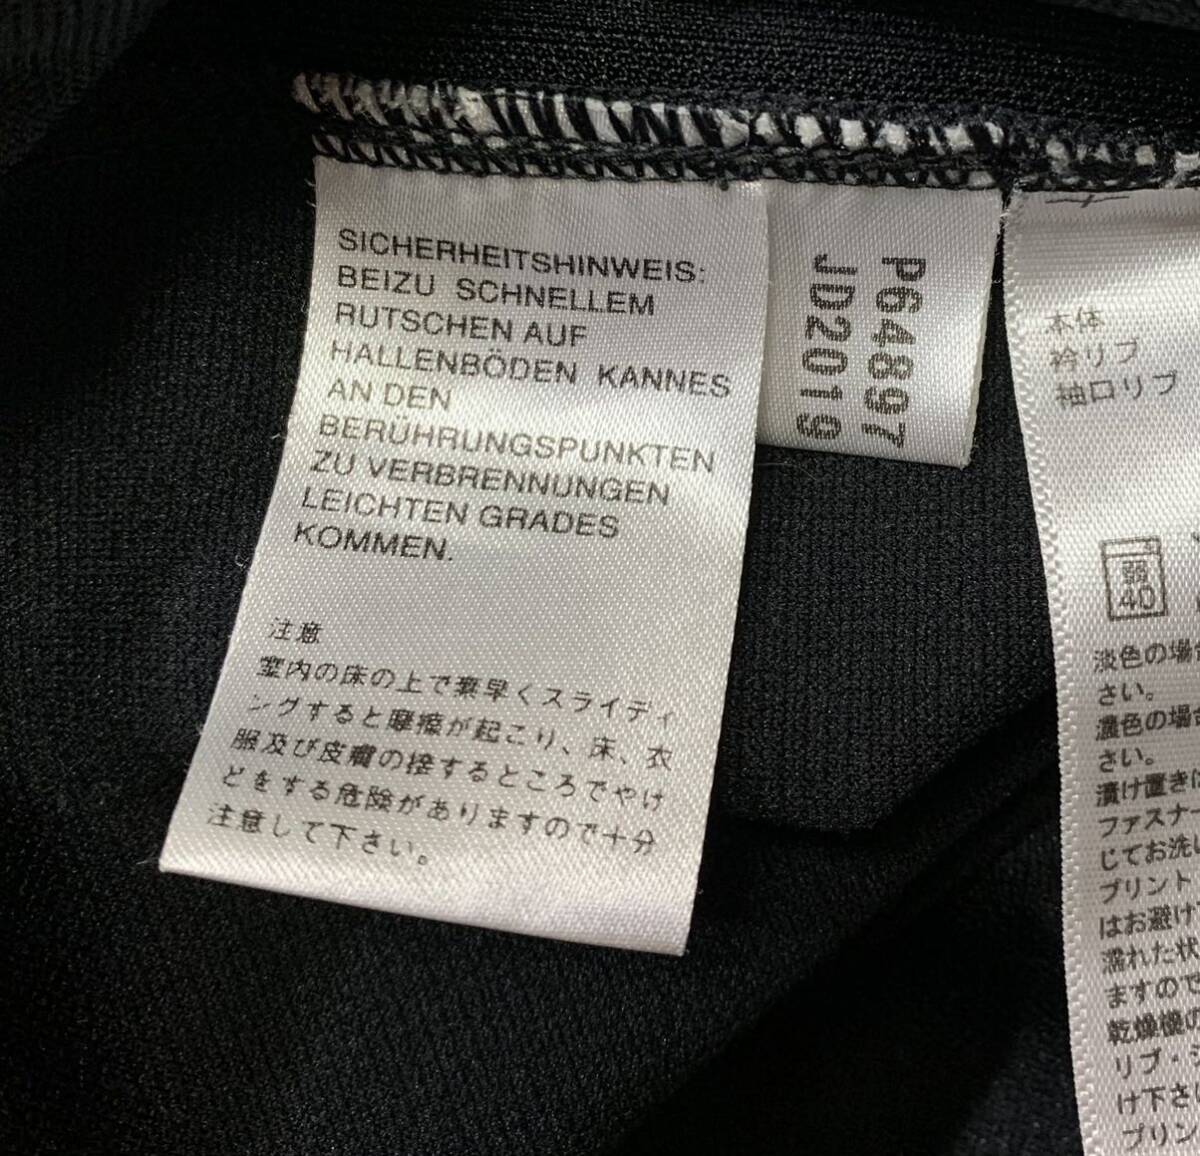 SICHERHEITSHINWEIS:
BEIZU SCHNELLEM
RUTSCHEN AUF
HALLENBÖDEN KANNES
AN DEN
BERÜHRUNGSPUNKTEN
ZU VERBRENNUNGEN
LEICHTEN GRADES
KOMMEN.
注意
室内の床の上で素早くスライディ
ングすると摩擦が起こり、床、衣
服及び皮膚の接するところでやけ
どをする危険がありますので十分
注意して下さい。
P64897
JD2019
本体
衿リブ
袖口リブ
弱
40
淡色の場合
さい。
濃色の場
さい。
漬け置き
ファスナー
じてお洗い
プリント
はお避け
濡れた状
ますので
乾燥機の
リブ・
け下さい
プリン